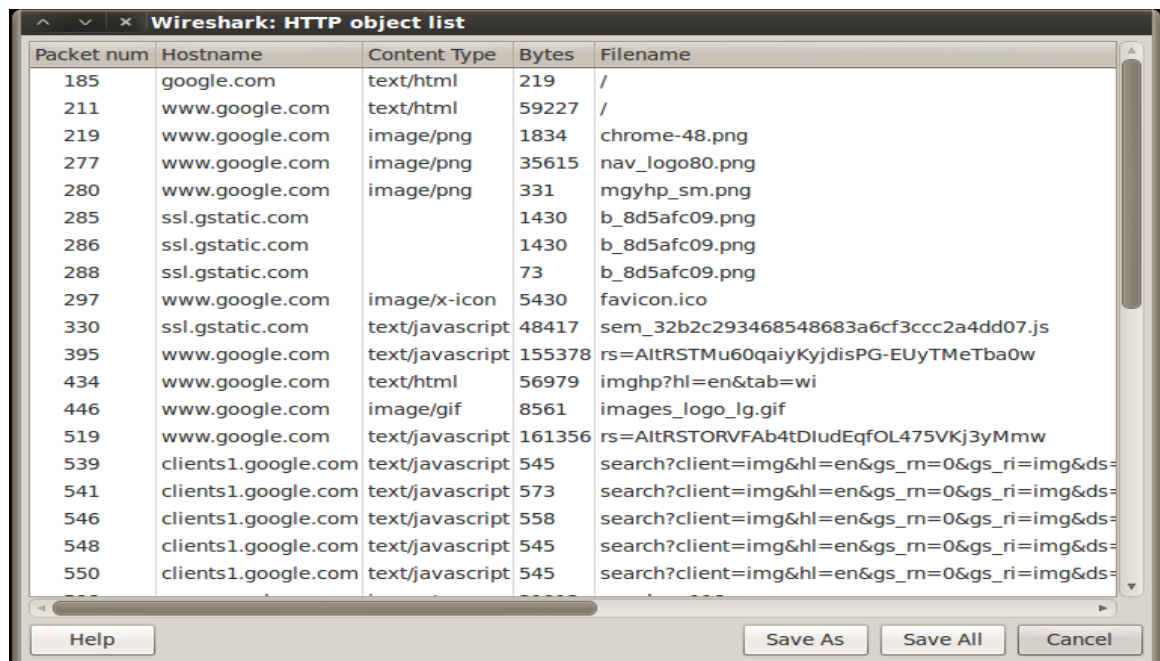 Wireshark: HTTP object list
Packet num Hostname Content Type Bytes Filename
185 google.com text/html 219 /
211 www.google.com text/html 59227 /
219 www.google.com image/png 1834 chrome-48.png
277 www.google.com image/png 35615 nav_logo80.png
280 www.google.com image/png 331 mgyhp_sm.png
285 ssl.gstatic.com 1430 b_8d5afc09.png
286 ssl.gstatic.com 1430 b_8d5afc09.png
288 ssl.gstatic.com 73 b_8d5afc09.png
297 www.google.com image/x-icon 5430 favicon.ico
330 ssl.gstatic.com text/javascript 48417 sem_32b2c293468548683a6cf3ccc2a4dd07.js
395 www.google.com text/javascript 155378 rs=AItRSTMu60qaiyKyjdisPG-EUyTMeTba0w
434 www.google.com text/html 56979 imghp?hl=en&tab=wi
446 www.google.com image/gif 8561 images_logo_lg.gif
519 www.google.com text/javascript 161356 rs=AItRSTORVFAb4tDIudEqfOL475VKj3yMmw
539 clients1.google.com text/javascript 545 search?client=img&hl=en&gs_rn=0&gs_ri=img&ds=
541 clients1.google.com text/javascript 573 search?client=img&hl=en&gs_rn=0&gs_ri=img&ds=
546 clients1.google.com text/javascript 558 search?client=img&hl=en&gs_rn=0&gs_ri=img&ds=
548 clients1.google.com text/javascript 545 search?client=img&hl=en&gs_rn=0&gs_ri=img&ds=
550 clients1.google.com text/javascript 545 search?client=img&hl=en&gs_rn=0&gs_ri=img&ds=
Help Save As Save All Cancel